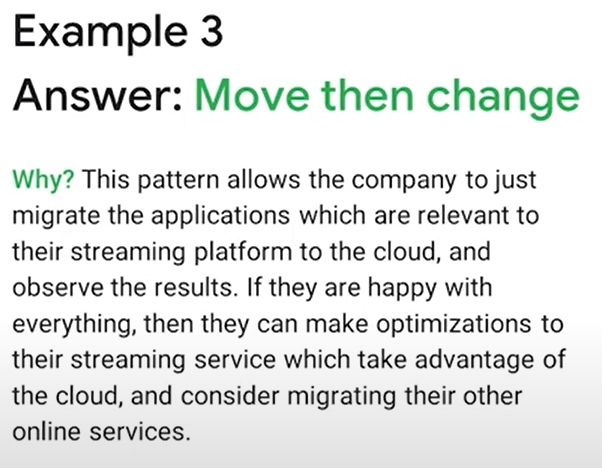 Example 3
Answer: Move then change
Why? This pattern allows the company to just
migrate the applications which are relevant to
their streaming platform to the cloud, and
observe the results. If they are happy with
everything, then they can make optimizations to
their streaming service which take advantage of
the cloud, and consider migrating their other
online services.